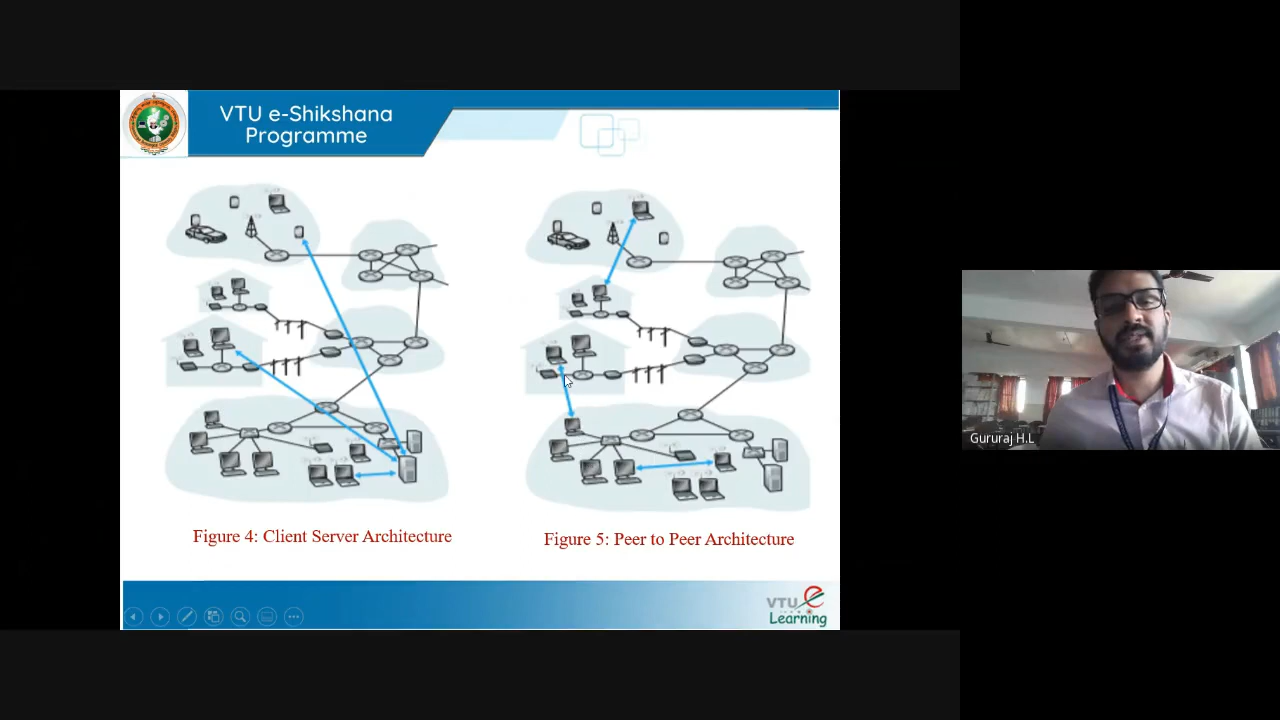 VTU e-Shikshana
Programme
Figure 4: Client Server Architecture
Figure 5: Peer to Peer Architecture
VTU e
Learning
Gururaj H.L